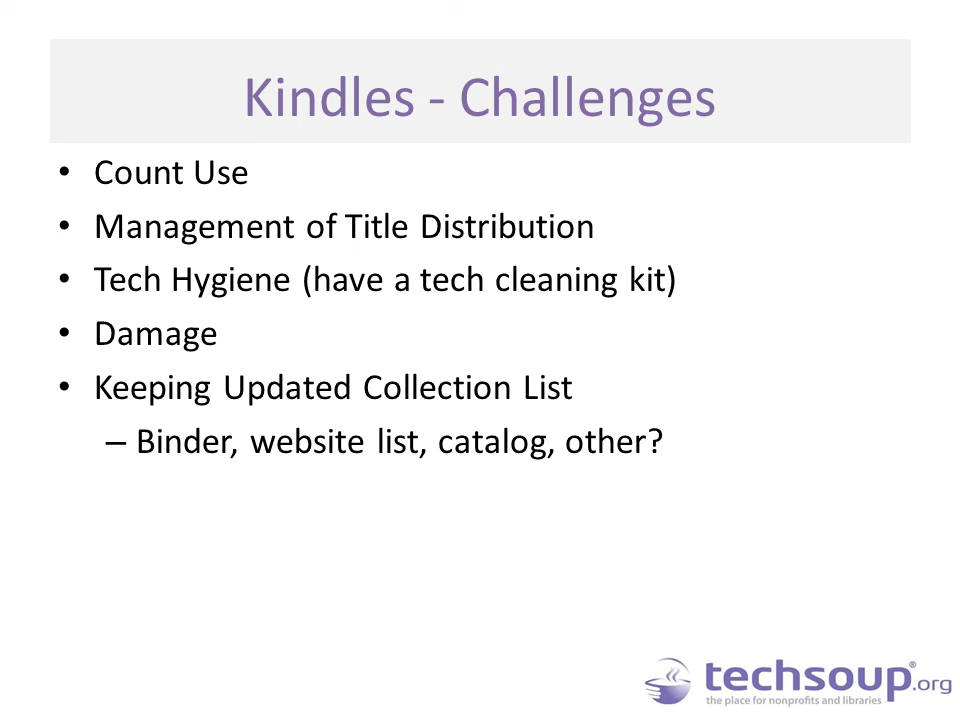 Kindles - Challenges
• Count Use
• Management of Title Distribution
• Tech Hygiene (have a tech cleaning kit)
• Damage
• Keeping Updated Collection List
– Binder, website list, catalog, other?
techsoup®.org
the place for nonprofits and libraries